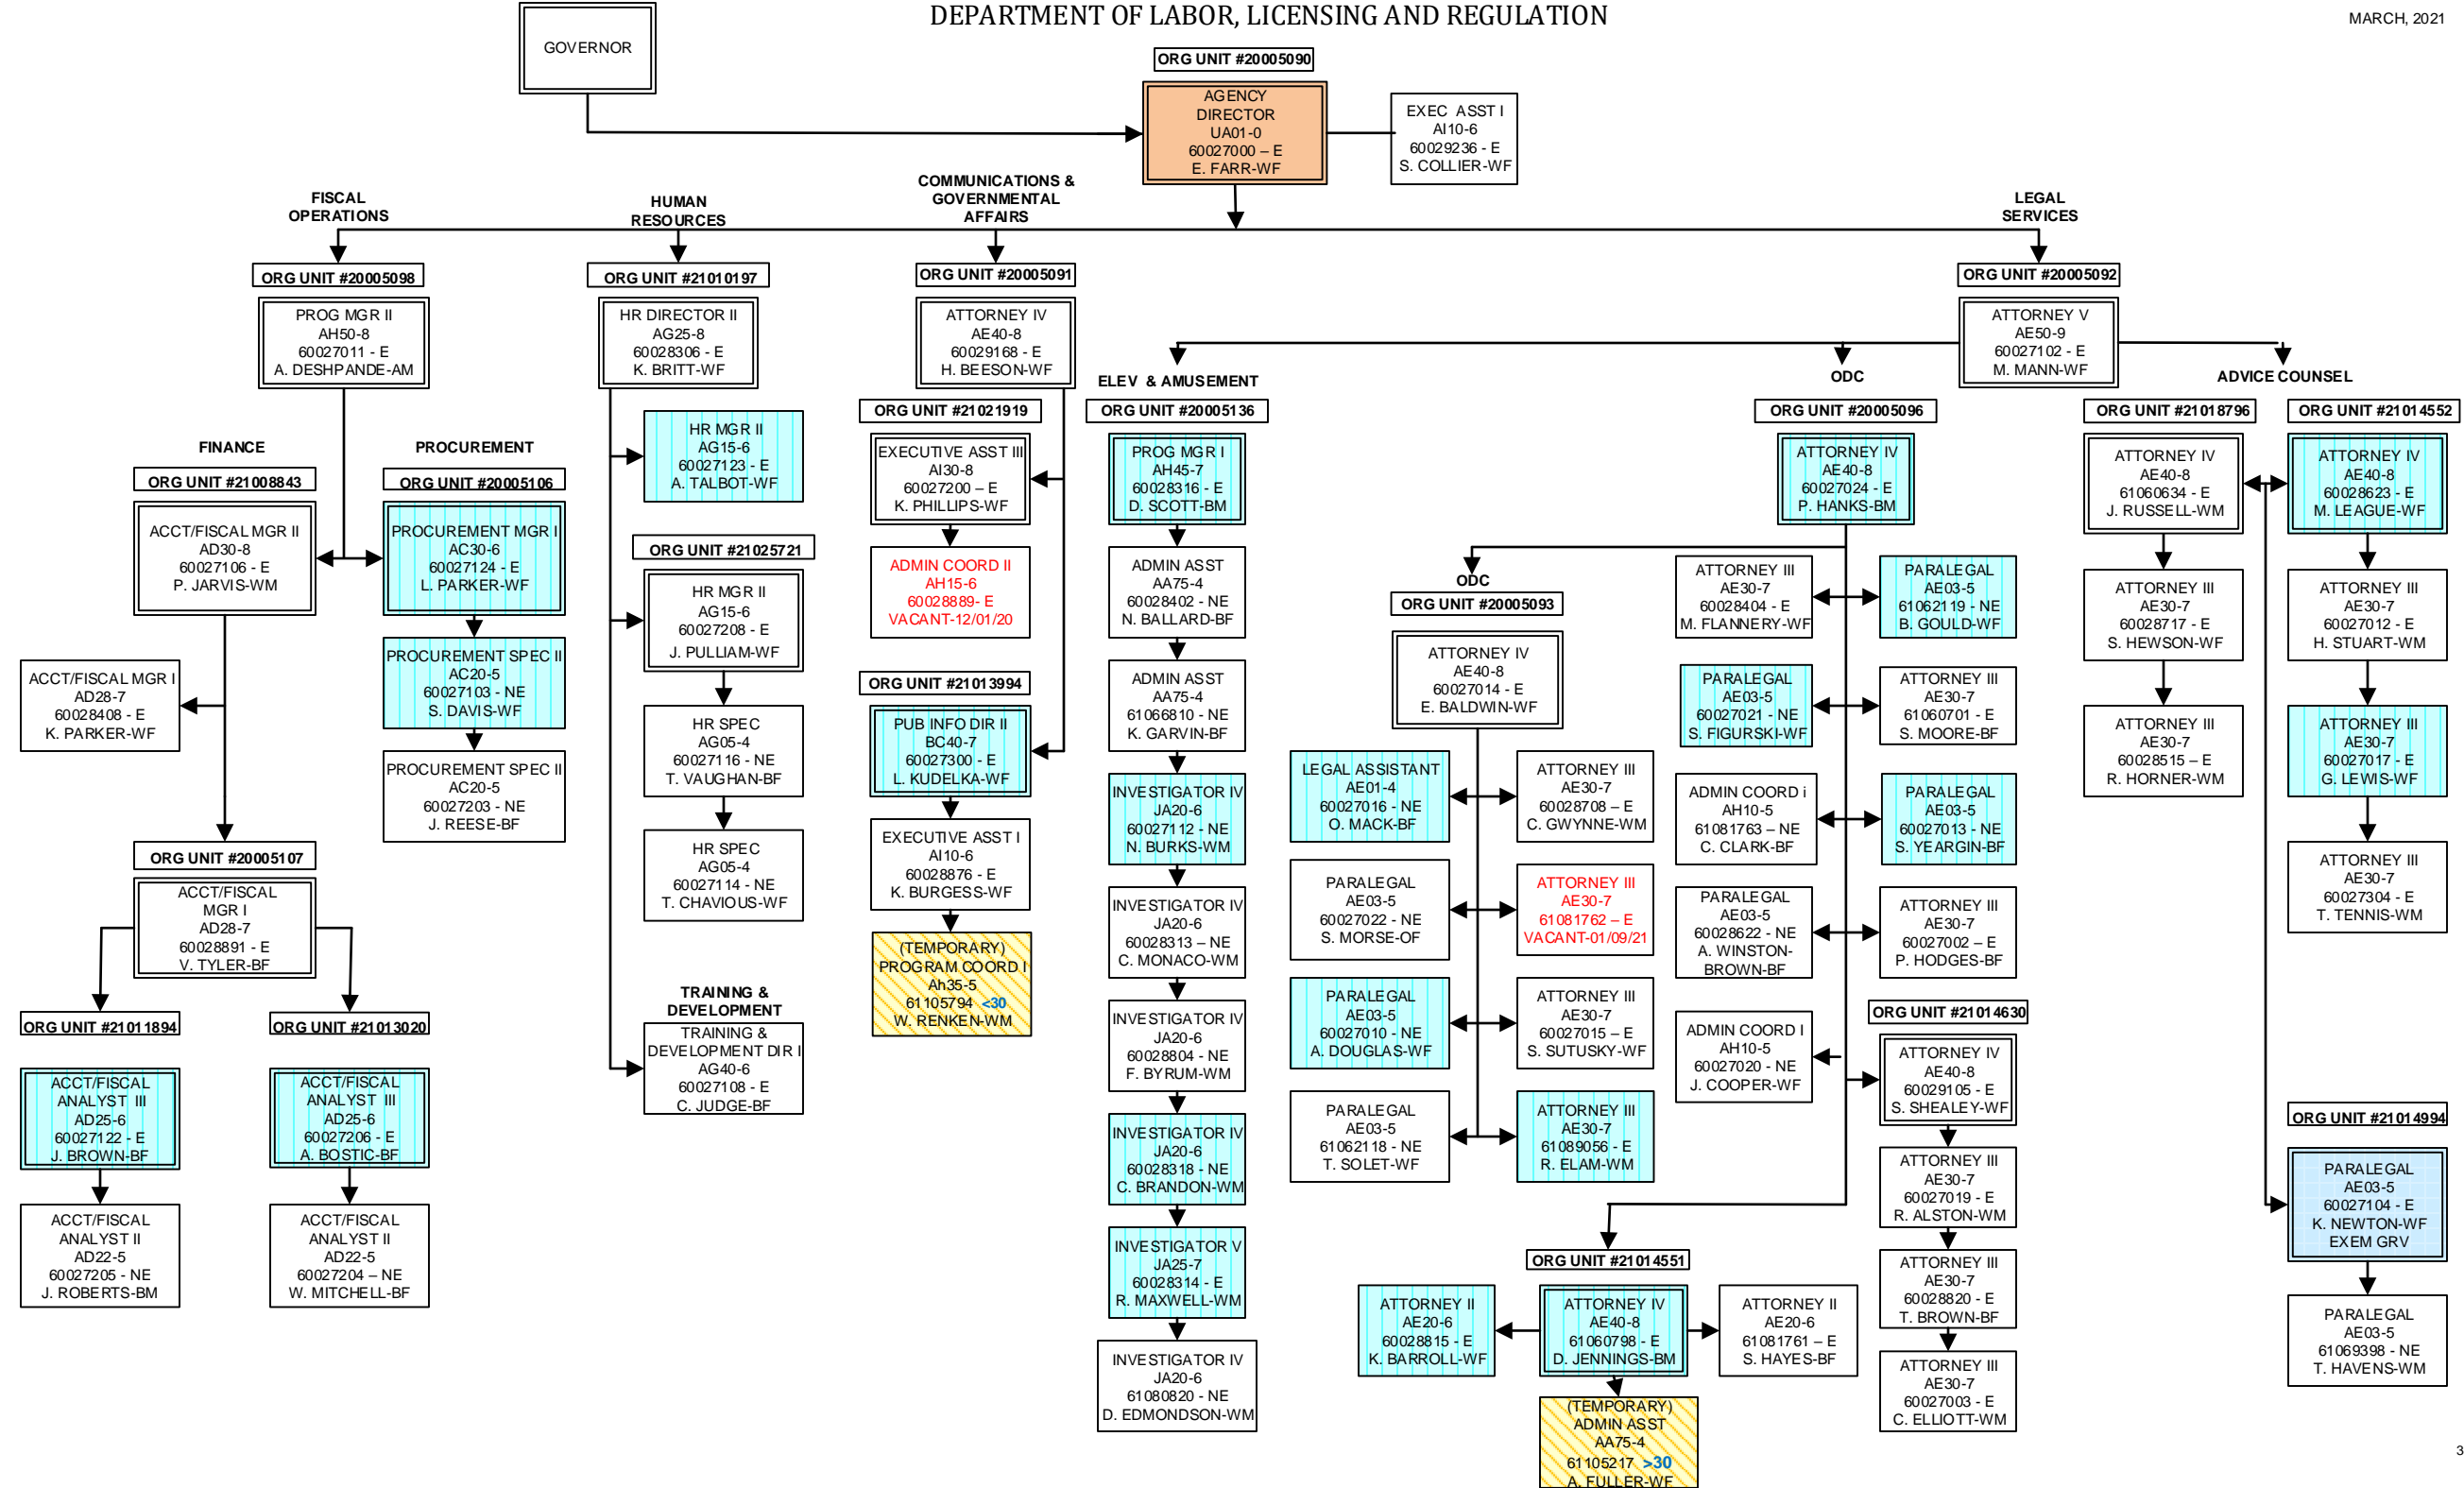 DEPARTMENT OF LABOR, LICENSING AND REGULATION
MARCH, 2021
GOVERNOR
ORG UNIT #20005090
AGENCY
DIRECTOR
UA01-0
60027000 – E
E. FARR-WF
EXEC ASST I
AI10-6
60029236 - E
S. COLLIER-WF
FISCAL
OPERATIONS
HUMAN
RESOURCES
COMMUNICATIONS &
GOVERNMENTAL
AFFAIRS
LEGAL
SERVICES
ORG UNIT #20005098
PROG MGR II
AH50-8
60027011 - E
A. DESHPANDE-AM
FINANCE
ORG UNIT #21008843
ACCT/FISCAL MGR II
AD30-8
60027106 - E
P. JARVIS-WM
PROCUREMENT
ORG UNIT #20005106
PROCUREMENT MGR I
AC30-6
60027124 - E
L. PARKER-WF
PROCUREMENT SPEC II
AC20-5
60027103 - NE
S. DAVIS-WF
PROCUREMENT SPEC II
AC20-5
60027203 - NE
J. REESE-BF
ACCT/FISCAL MGR I
AD28-7
60028408 - E
K. PARKER-WF
ORG UNIT #20005107
ACCT/FISCAL
MGR I
AD28-7
60028891 - E
V. TYLER-BF
ORG UNIT #21011894
ACCT/FISCAL
ANALYST III
AD25-6
60027122 - E
J. BROWN-BF
ACCT/FISCAL
ANALYST II
AD22-5
60027205 - NE
J. ROBERTS-BM
ORG UNIT #21013020
ACCT/FISCAL
ANALYST III
AD25-6
60027206 - E
A. BOSTIC-BF
ACCT/FISCAL
ANALYST II
AD22-5
60027204 – NE
W. MITCHELL-BF
ORG UNIT #21010197
HR DIRECTOR II
AG25-8
60028306 - E
K. BRITT-WF
HR MGR II
AG15-6
60027123 - E
A. TALBOT-WF
ORG UNIT #21025721
HR MGR II
AG15-6
60027208 - E
J. PULLIAM-WF
HR SPEC
AG05-4
60027116 - NE
T. VAUGHAN-BF
HR SPEC
AG05-4
60027114 - NE
T. CHAVIOUS-WF
TRAINING &
DEVELOPMENT
TRAINING &
DEVELOPMENT DIR I
AG40-6
60027108 - E
C. JUDGE-BF
ORG UNIT #20005091
ATTORNEY IV
AE40-8
60029168 - E
H. BEESON-WF
ORG UNIT #21021919
EXECUTIVE ASST III
AI30-8
60027200 – E
K. PHILLIPS-WF
ADMIN COORD II
AH15-6
60028889- E
VACANT-12/01/20
ORG UNIT #21013994
PUB INFO DIR II
BC40-7
60027300 - E
L. KUDELKA-WF
EXECUTIVE ASST I
AI10-6
60028876 - E
K. BURGESS-WF
(TEMPORARY)
PROGRAM COORD I
Ah35-5
61105794 <30
W. RENKEN-WM
ORG UNIT #20005092
ATTORNEY V
AE50-9
60027102 - E
M. MANN-WF
ELEV & AMUSEMENT
ORG UNIT #20005136
PROG MGR I
AH45-7
60028316 - E
D. SCOTT-BM
ADMIN ASST
AA75-4
60028402 - NE
N. BALLARD-BF
ADMIN ASST
AA75-4
61066810 - NE
K. GARVIN-BF
INVESTIGATOR IV
JA20-6
60027112 - NE
N. BURKS-WM
INVESTIGATOR IV
JA20-6
60028313 – NE
C. MONACO-WM
INVESTIGATOR IV
JA20-6
60028804 - NE
F. BYRUM-WM
INVESTIGATOR IV
JA20-6
60028318 - NE
C. BRANDON-WM
INVESTIGATOR V
JA25-7
60028314 - E
R. MAXWELL-WM
INVESTIGATOR IV
JA20-6
61080820 - NE
D. EDMONDSON-WM
ODC
ORG UNIT #20005096
ATTORNEY IV
AE40-8
60027024 - E
P. HANKS-BM
ODC
ORG UNIT #20005093
ATTORNEY IV
AE40-8
60027014 - E
E. BALDWIN-WF
LEGAL ASSISTANT
AE01-4
60027016 - NE
O. MACK-BF
ATTORNEY III
AE30-7
60028708 – E
C. GWYNNE-WM
PARALEGAL
AE03-5
60027022 - NE
S. MORSE-OF
ATTORNEY III
AE30-7
61081762 – E
VACANT-01/09/21
PARALEGAL
AE03-5
60027010 - NE
A. DOUGLAS-WF
ATTORNEY III
AE30-7
60027015 – E
S. SUTUSKY-WF
PARALEGAL
AE03-5
61062118 - NE
T. SOLET-WF
ATTORNEY III
AE30-7
61089056 - E
R. ELAM-WM
ATTORNEY III
AE30-7
60028404 - E
M. FLANNERY-WF
PARALEGAL
AE03-5
61062119 - NE
B. GOULD-WF
PARALEGAL
AE03-5
60027021 - NE
S. FIGURSKI-WF
ATTORNEY III
AE30-7
61060701 - E
S. MOORE-BF
ADMIN COORD i
AH10-5
61081763 – NE
C. CLARK-BF
PARALEGAL
AE03-5
60027013 - NE
S. YEARGIN-BF
PARALEGAL
AE03-5
60028622 - NE
A. WINSTON-
BROWN-BF
ATTORNEY III
AE30-7
60027002 – E
P. HODGES-BF
ADMIN COORD I
AH10-5
60027020 - NE
J. COOPER-WF
ORG UNIT #21014630
ATTORNEY IV
AE40-8
60029105 - E
S. SHEALEY-WF
ATTORNEY III
AE30-7
60027019 - E
R. ALSTON-WM
ATTORNEY III
AE30-7
60028820 - E
T. BROWN-BF
ATTORNEY III
AE30-7
60027003 - E
C. ELLIOTT-WM
ORG UNIT #21014551
ATTORNEY II
AE20-6
60028815 - E
K. BARROLL-WF
ATTORNEY IV
AE40-8
61060798 - E
D. JENNINGS-BM
ATTORNEY II
AE20-6
61081761 – E
S. HAYES-BF
(TEMPORARY)
ADMIN ASST
AA75-4
61105217 >30
A. FULLER-WF
ADVICE COUNSEL
ORG UNIT #21018796
ATTORNEY IV
AE40-8
61060634 - E
J. RUSSELL-WM
ATTORNEY III
AE30-7
60028717 - E
S. HEWSON-WF
ATTORNEY III
AE30-7
60028515 – E
R. HORNER-WM
ORG UNIT #21014552
ATTORNEY IV
AE40-8
60028623 - E
M. LEAGUE-WF
ATTORNEY III
AE30-7
60027012 - E
H. STUART-WM
ATTORNEY III
AE30-7
60027017 - E
G. LEWIS-WF
ATTORNEY III
AE30-7
60027304 - E
T. TENNIS-WM
ORG UNIT #21014994
PARALEGAL
AE03-5
60027104 - E
K. NEWTON-WF
EXEM GRV
PARALEGAL
AE03-5
61069398 - NE
T. HAVENS-WM
3